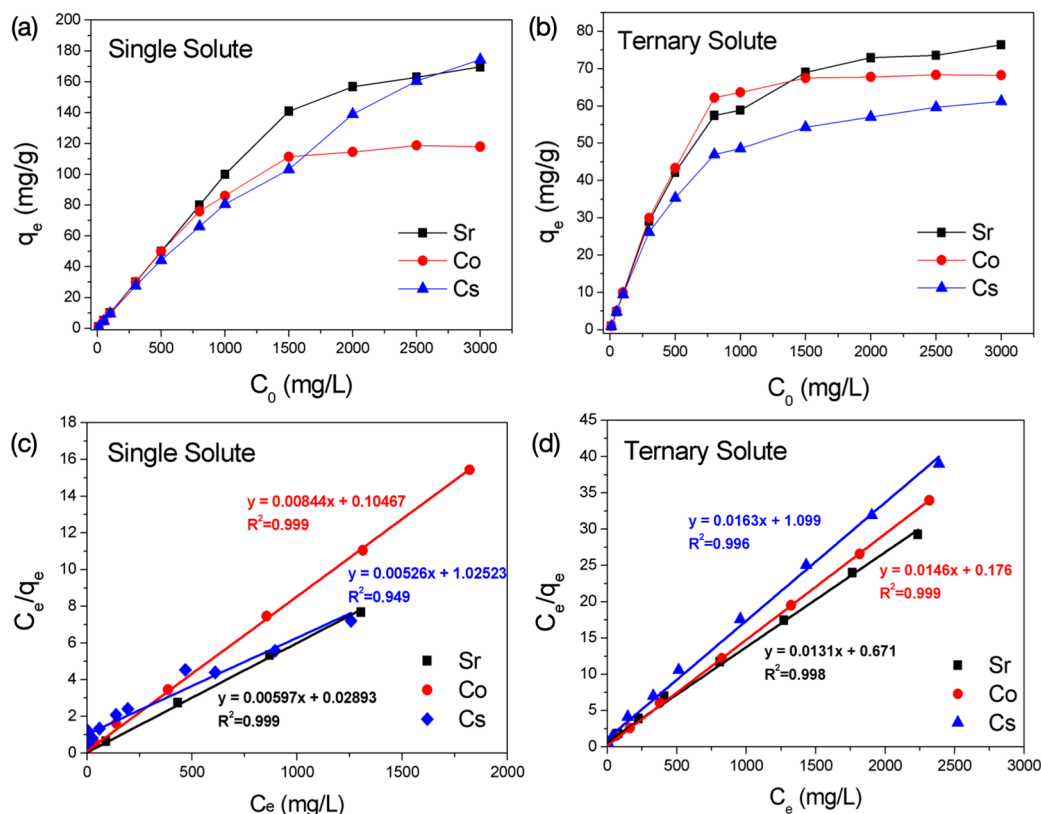 (a)
Single Solute
200
180
160
140
120
100
80
60
40
20
0
qₑ (mg/g)
Sr
Co
Cs
0 500 1000 1500 2000 2500 3000
C₀ (mg/L)
(b)
Ternary Solute
80
70
60
50
40
30
20
10
0
qₑ (mg/g)
Sr
Co
Cs
0 500 1000 1500 2000 2500 3000
C₀ (mg/L)
(c)
Single Solute
18
16
14
12
10
8
6
4
2
0
Cₑ/qₑ
y = 0.00844x + 0.10467
R²=0.999
y = 0.00526x + 1.02523
R²=0.949
y = 0.00597x + 0.02893
R²=0.999
Sr
Co
Cs
0 500 1000 1500 2000
Ce (mg/L)
(d)
Ternary Solute
45
40
35
30
25
20
15
10
5
0
Cₑ/qₑ
y = 0.0163x + 1.099
R²=0.996
y = 0.0146x + 0.176
R²=0.999
y = 0.0131x + 0.671
R²=0.998
Sr
Co
Cs
0 500 1000 1500 2000 2500 3000
Cₑ (mg/L)